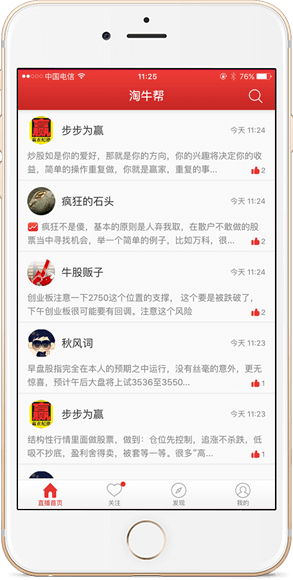 中国电信
11:25
76%
淘牛帮
赢
步步为赢
今天 11:24
炒股如是你的爱好，那就是你的方向，你的兴趣将决定你的收
益，简单的操作重复做，你就是赢家，重复的事...
2
疯狂的石头
今天 11:24
疯狂不是傻，基本的原则是人弃我取，在散户不敢做的股
票当中寻找机会，举一个简单的例子，比如万科，很...
2
牛股贩子
今天 11:24
创业板注意一下2750这个位置的支撑， 这个要是被跌破了，
下午创业板很可能要有回调。注意这个风险
2
秋风词
今天 11:23
早盘股指完全在本人的预期之中运行，没有丝毫的意外，更无
惊喜，预计午后大盘将上试3536至3550...
1
赢
步步为赢
今天 11:23
结构性行情里面做股票，做到：仓位先控制，追涨不杀跌，低
吸不抄底，盈利舍得卖，被套等一等。很多“高...
1
直播首页
关注
发现
我的